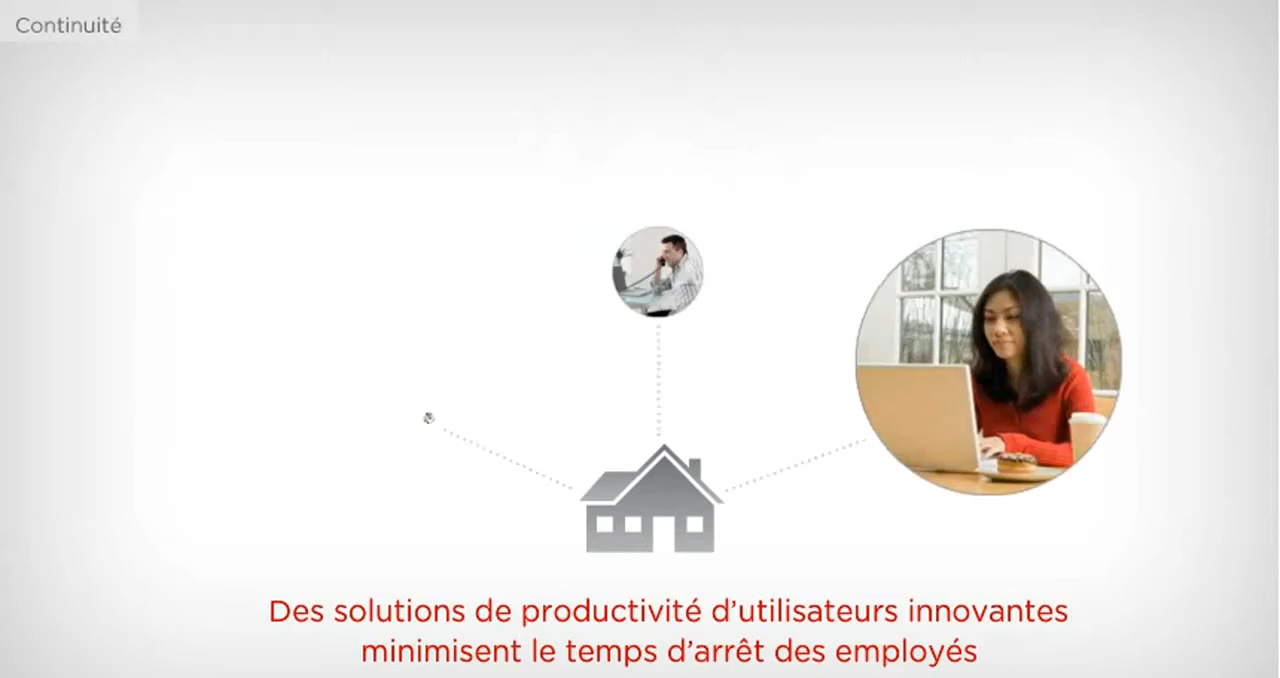 Continuité
Des solutions de productivité d’utilisateurs innovantes
minimisent le temps d’arrêt des employés